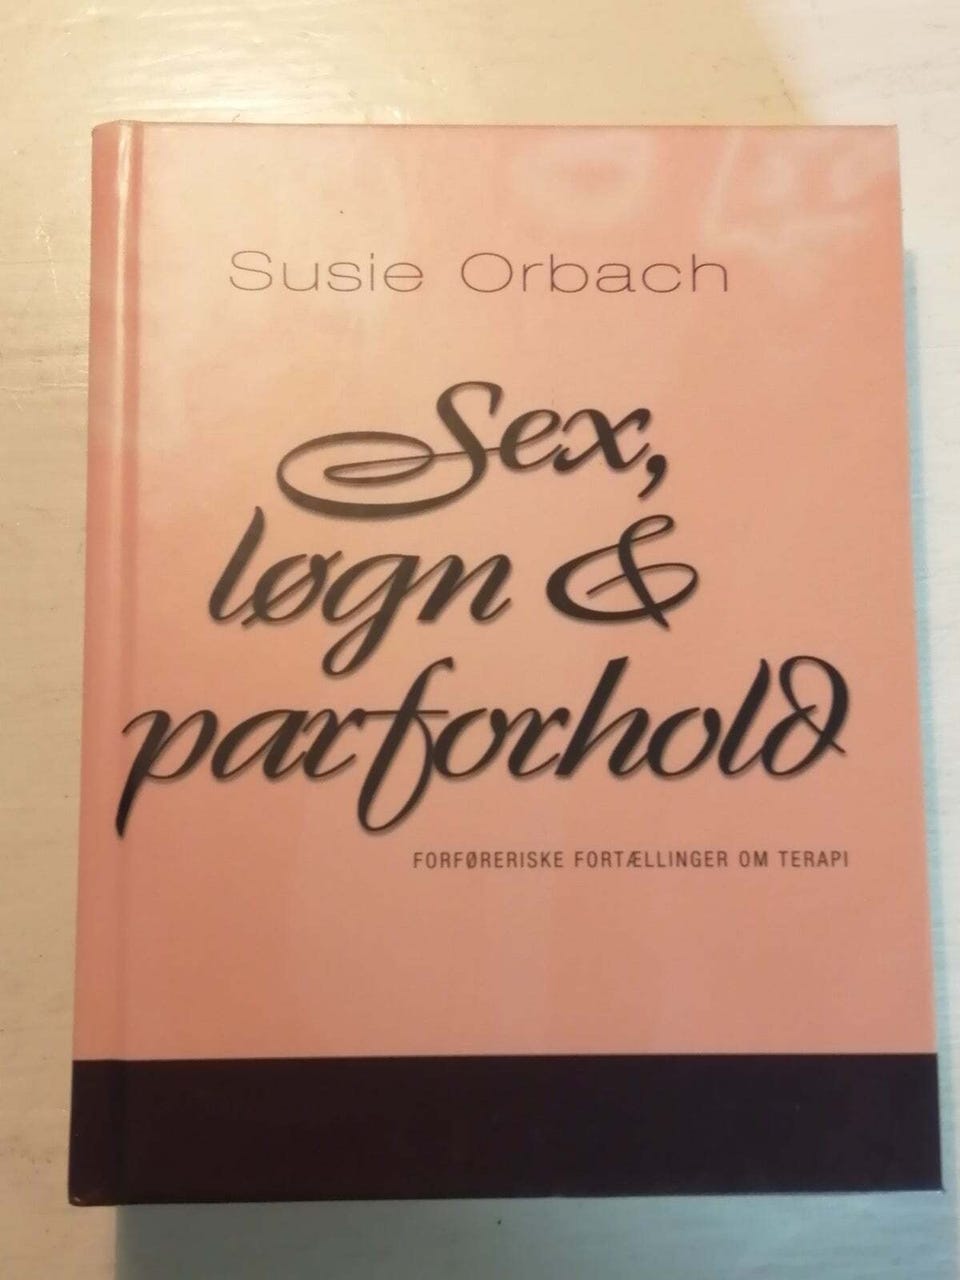 Susie Orbach
Sex,
løgn &
parforhold
FORFØRERISKE FORTÆLLINGER OM TERAPI